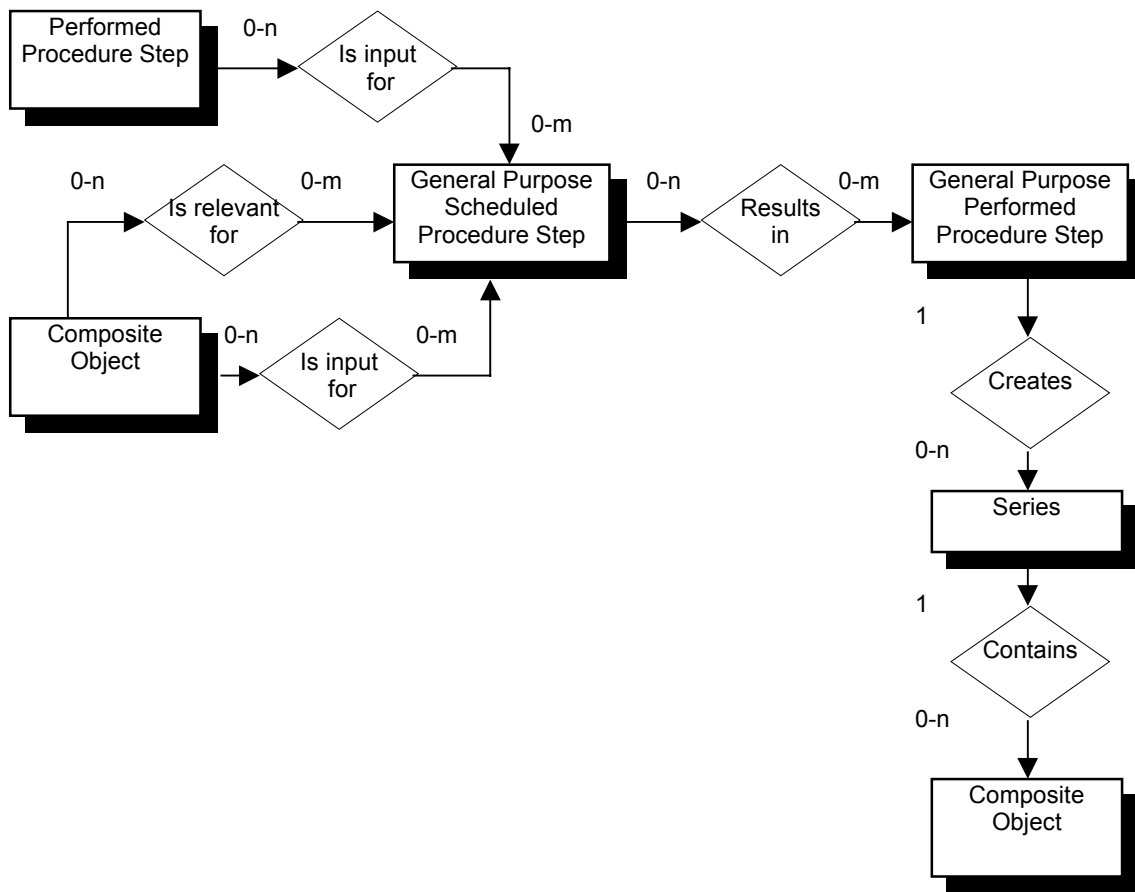 Performed
Procedure Step
0-n
Is input
for
0-m
0-n
Is relevant
for
0-m
General Purpose
Scheduled
Procedure Step
0-n
Results
in
0-m
General Purpose
Performed
Procedure Step
Composite
Object
0-n
Is input
for
0-m
1
Creates
0-n
Series
1
Contains
0-n
Composite
Object